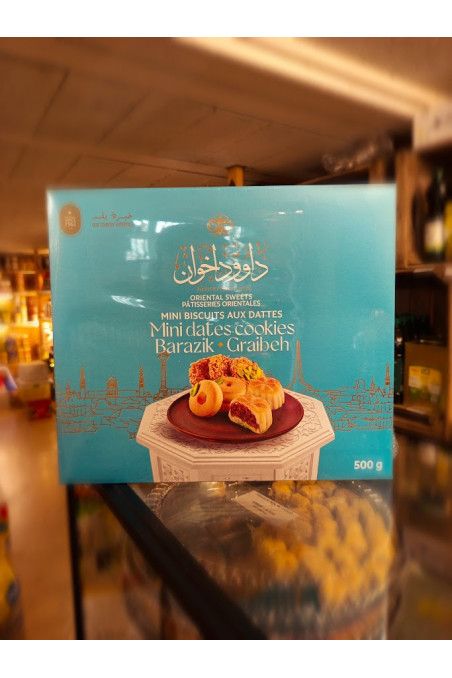 داوود اخوان
ORIENTAL SWEETS
PÂTISSERIES ORIENTALES
MINI BISCUITS AUX DATTES
Mini dates cookies
Barazik • Graibeh
500 g